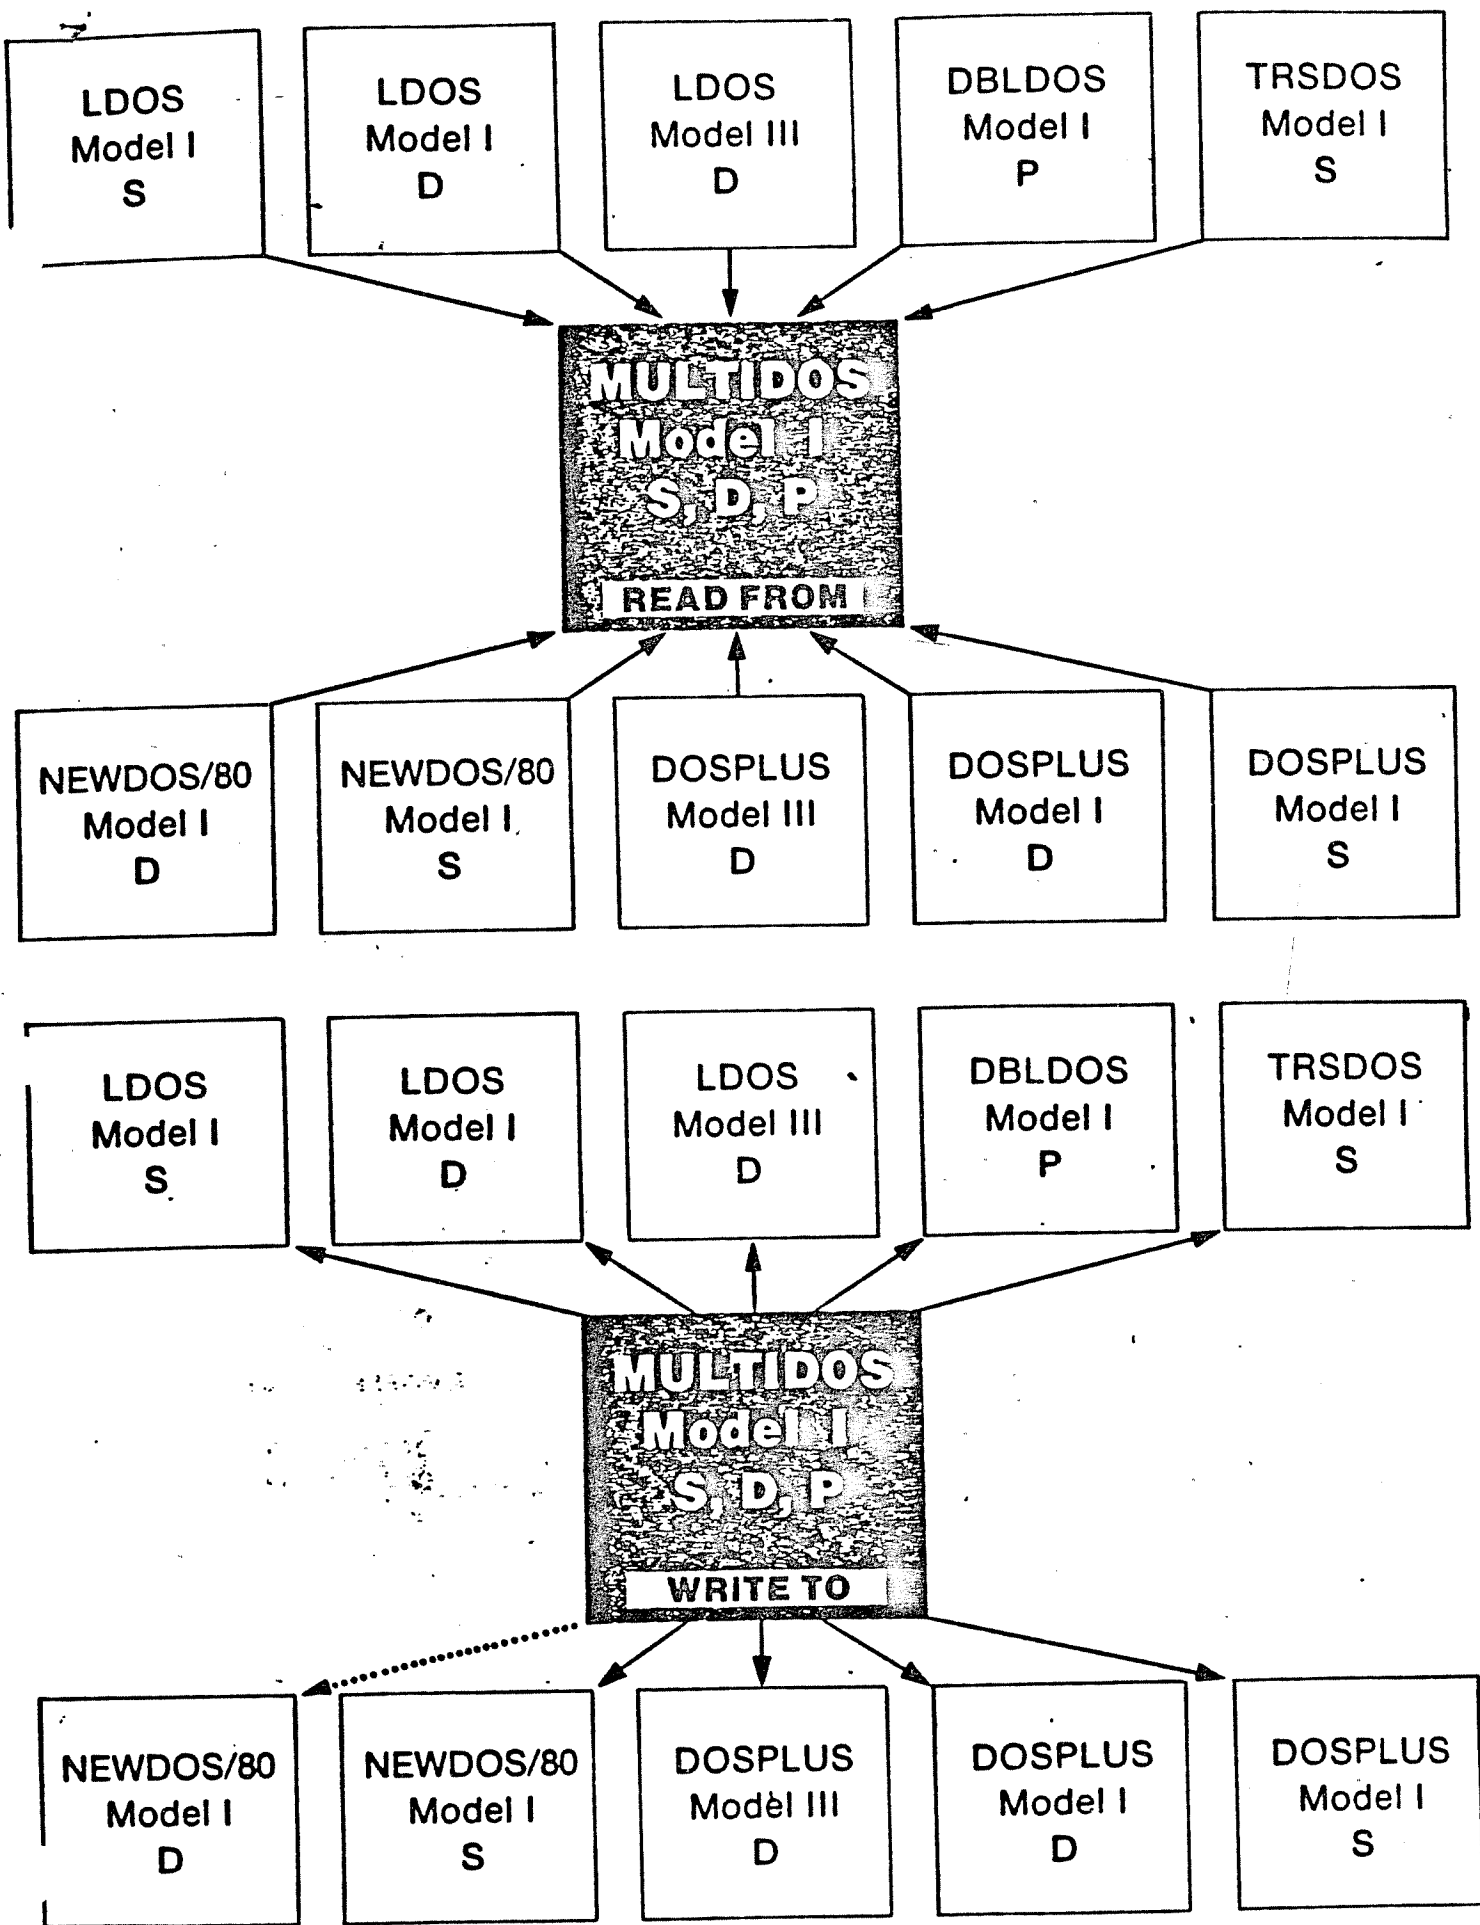 LDOS
Model I
S
LDOS
Model I
D
LDOS
Model III
D
DBLDOS
Model I
P
TRSDOS
Model I
S
MULTIDOS
Model I
S, D, P
READ FROM
NEWDOS/80
Model I
D
NEWDOS/80
Model I
S
DOSPLUS
Model III
D
DOSPLUS
Model I
D
DOSPLUS
Model I
S
LDOS
Model I
S
LDOS
Model I
D
LDOS
Model III
D
DBLDOS
Model I
P
TRSDOS
Model I
S
MULTIDOS
Model I
S, D, P
WRITE TO
NEWDOS/80
Model I
D
NEWDOS/80
Model I
S
DOSPLUS
Model III
D
DOSPLUS
Model I
D
DOSPLUS
Model I
S